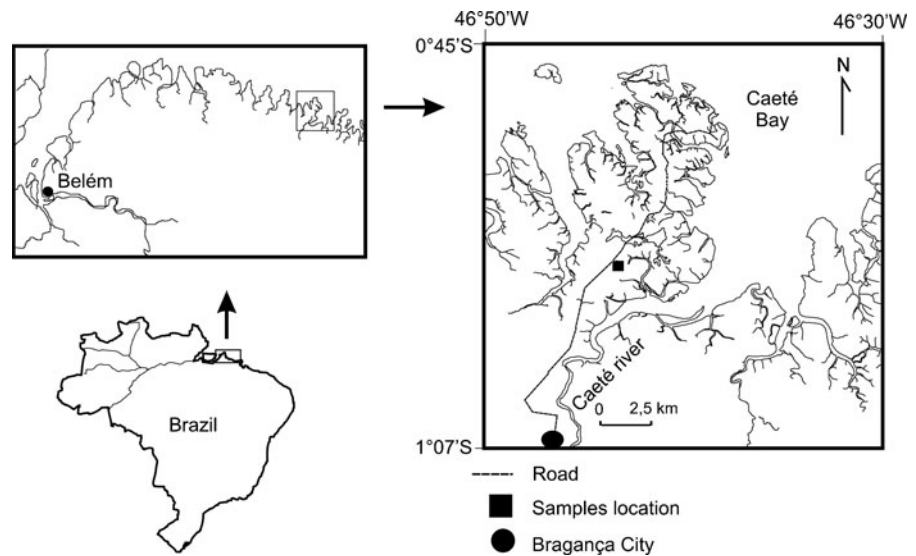 Belém
Brazil
46°50'W
46°30'W
0°45'S
N
Caeté
Bay
Caeté river
0 2,5 km
1°07'S
Road
Samples location
Bragança City